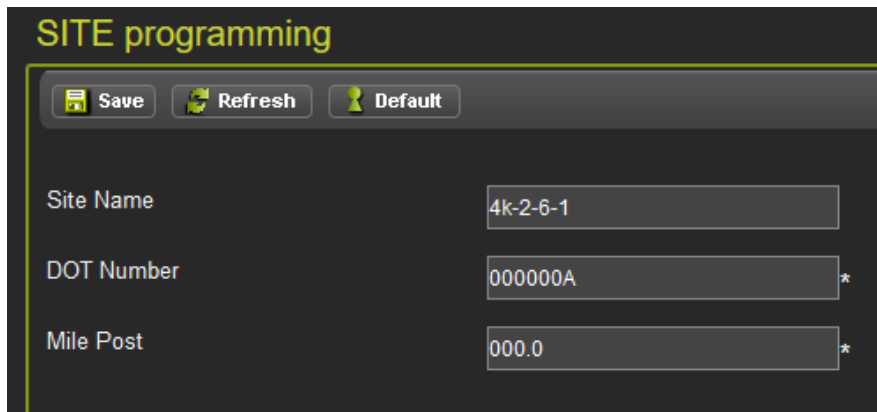 SITE programming
Save Refresh Default
Site Name 4k-2-6-1
DOT Number 000000A *
Mile Post 000.0 *